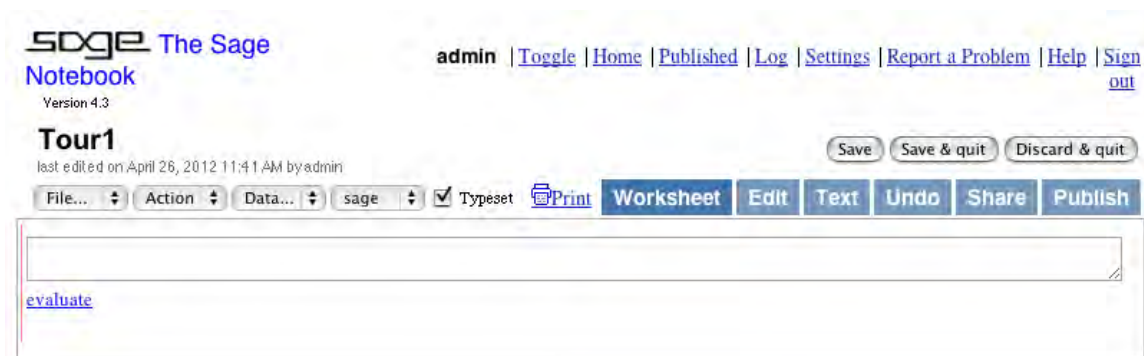 sage The Sage
Notebook
Version 4.3
admin | Toggle | Home | Published | Log | Settings | Report a Problem | Help | Sign
out
Tour1
last edited on April 26, 2012 11:41 AM by admin
Save Save & quit Discard & quit
File... Action Data... sage Typeset Print Worksheet Edit Text Undo Share Publish
evaluate